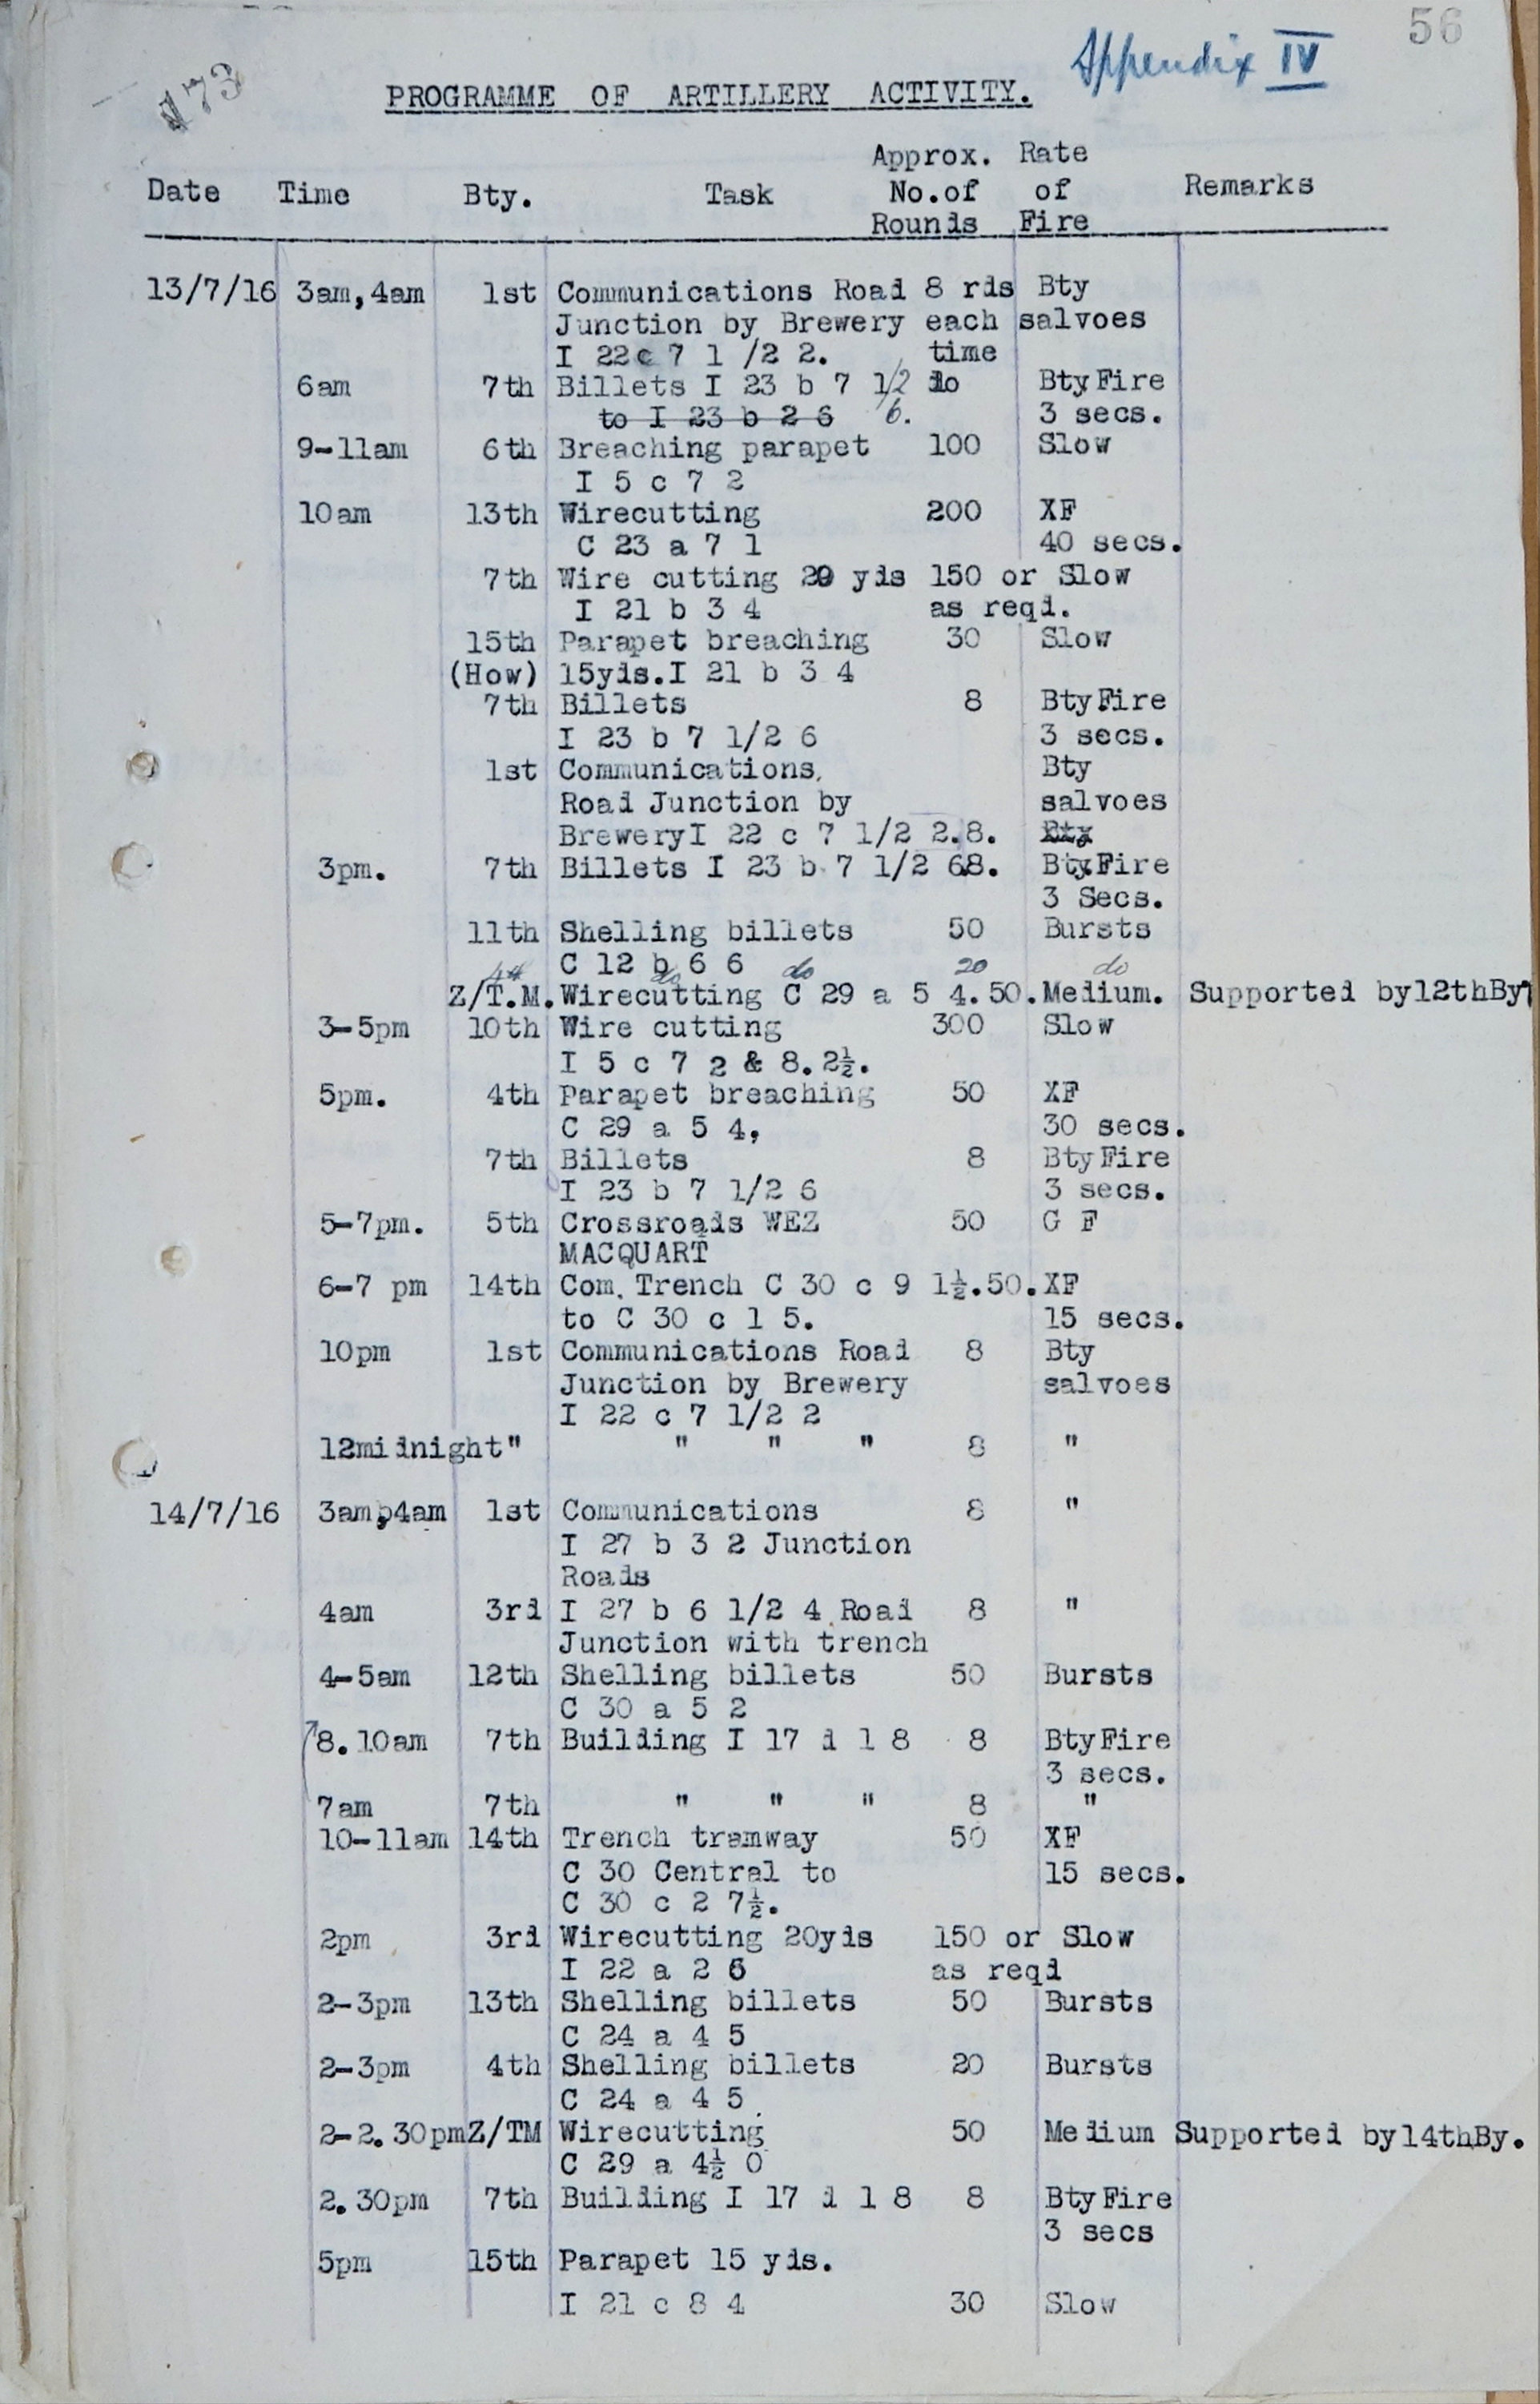 56
Appendix IV
173
PROGRAMME OF ARTILLERY ACTIVITY.
Approx. Rate
Date Time Bty. Task No.of of Remarks
Rounds Fire
13/7/16 3am,4am 1st Communications Road 8 rds Bty
Junction by Brewery each salvoes
I 22c 7 1 /2 2. time
6am 7th Billets I 23 b 7 1/2 do Bty Fire
to I 23 b 2 6 6. 3 secs.
9-11am 6th Breaching parapet 100 Slow
I 5 c 7 2
10am 13th Wirecutting 200 XF
C 23 a 7 1 40 secs.
7th Wire cutting 20 yds 150 or Slow
I 21 b 3 4 as reqd.
15th Parapet breaching 30 Slow
(How) 15yds.I 21 b 3 4
7th Billets 8 Bty Fire
I 23 b 7 1/2 6 3 secs.
1st Communications, Bty
Road Junction by salvoes
BreweryI 22 c 7 1/2 2.8. Bty
3pm. 7th Billets I 23 b 7 1/2 68. Bty Fire
3 Secs.
11th Shelling billets 50 Bursts
C 12 b 6 6
4th do do 20 do
Z/T.M. Wirecutting C 29 a 5 4.50. Medium. Supported by12thBy
3-5pm 10th Wire cutting 300 Slow
I 5 c 7 2 & 8.2½.
5pm. 4th Parapet breaching 50 XF
C 29 a 5 4, 30 secs.
7th Billets 8 Bty Fire
I 23 b 7 1/2 6 3 secs.
5-7pm. 5th Crossroads WEZ 50 G F
MACQUART
6-7 pm 14th Com. Trench C 30 c 9 1½.50. XF
to C 30 c 1 5. 15 secs.
10pm 1st Communications Road 8 Bty
Junction by Brewery salvoes
I 22 c 7 1/2 2
12midnight" " " " 8 "
14/7/16 3am,4am 1st Communications 8 "
I 27 b 3 2 Junction
Roads
4am 3rd I 27 b 6 1/2 4 Road 8 "
Junction with trench
4-5am 12th Shelling billets 50 Bursts
C 30 a 5 2
8.10am 7th Building I 17 d 1 8 8 Bty Fire
3 secs.
7am 7th " " " 8 "
10-11am 14th Trench tramway 50 XF
C 30 Central to 15 secs.
C 30 c 2 7½.
2pm 3rd Wirecutting 20yds 150 or Slow
I 22 a 2 6 as reqd
2-3pm 13th Shelling billets 50 Bursts
C 24 a 4 5
2-3pm 4th Shelling billets 20 Bursts
C 24 a 4 5
2-2.30pm Z/TM Wirecutting 50 Medium Supported by14thBy.
C 29 a 4½ 0
2.30pm 7th Building I 17 d 1 8 8 Bty Fire
3 secs
5pm 15th Parapet 15 yds.
I 21 c 8 4 30 Slow